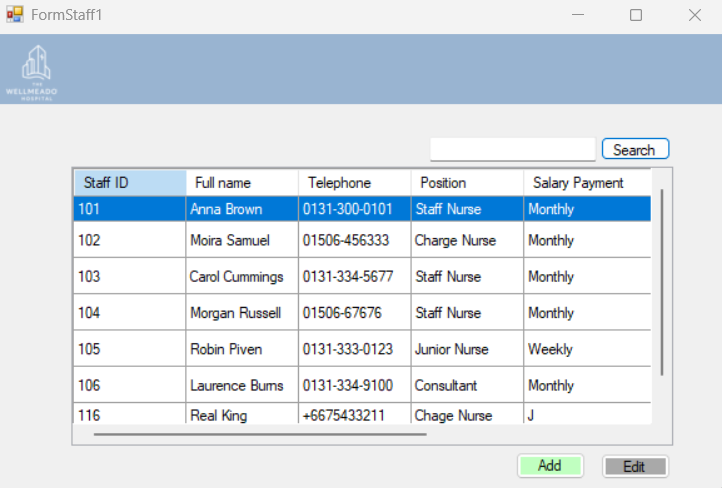 FormStaff1
THE
WELLMEADO
HOSPITAL
Search
Staff ID Full name Telephone Position Salary Payment
101 Anna Brown 0131-300-0101 Staff Nurse Monthly
102 Moira Samuel 01506-456333 Charge Nurse Monthly
103 Carol Cummings 0131-334-5677 Staff Nurse Monthly
104 Morgan Russell 01506-67676 Staff Nurse Monthly
105 Robin Piven 0131-333-0123 Junior Nurse Weekly
106 Laurence Burns 0131-334-9100 Consultant Monthly
116 Real King +6675433211 Chage Nurse J
Add Edit